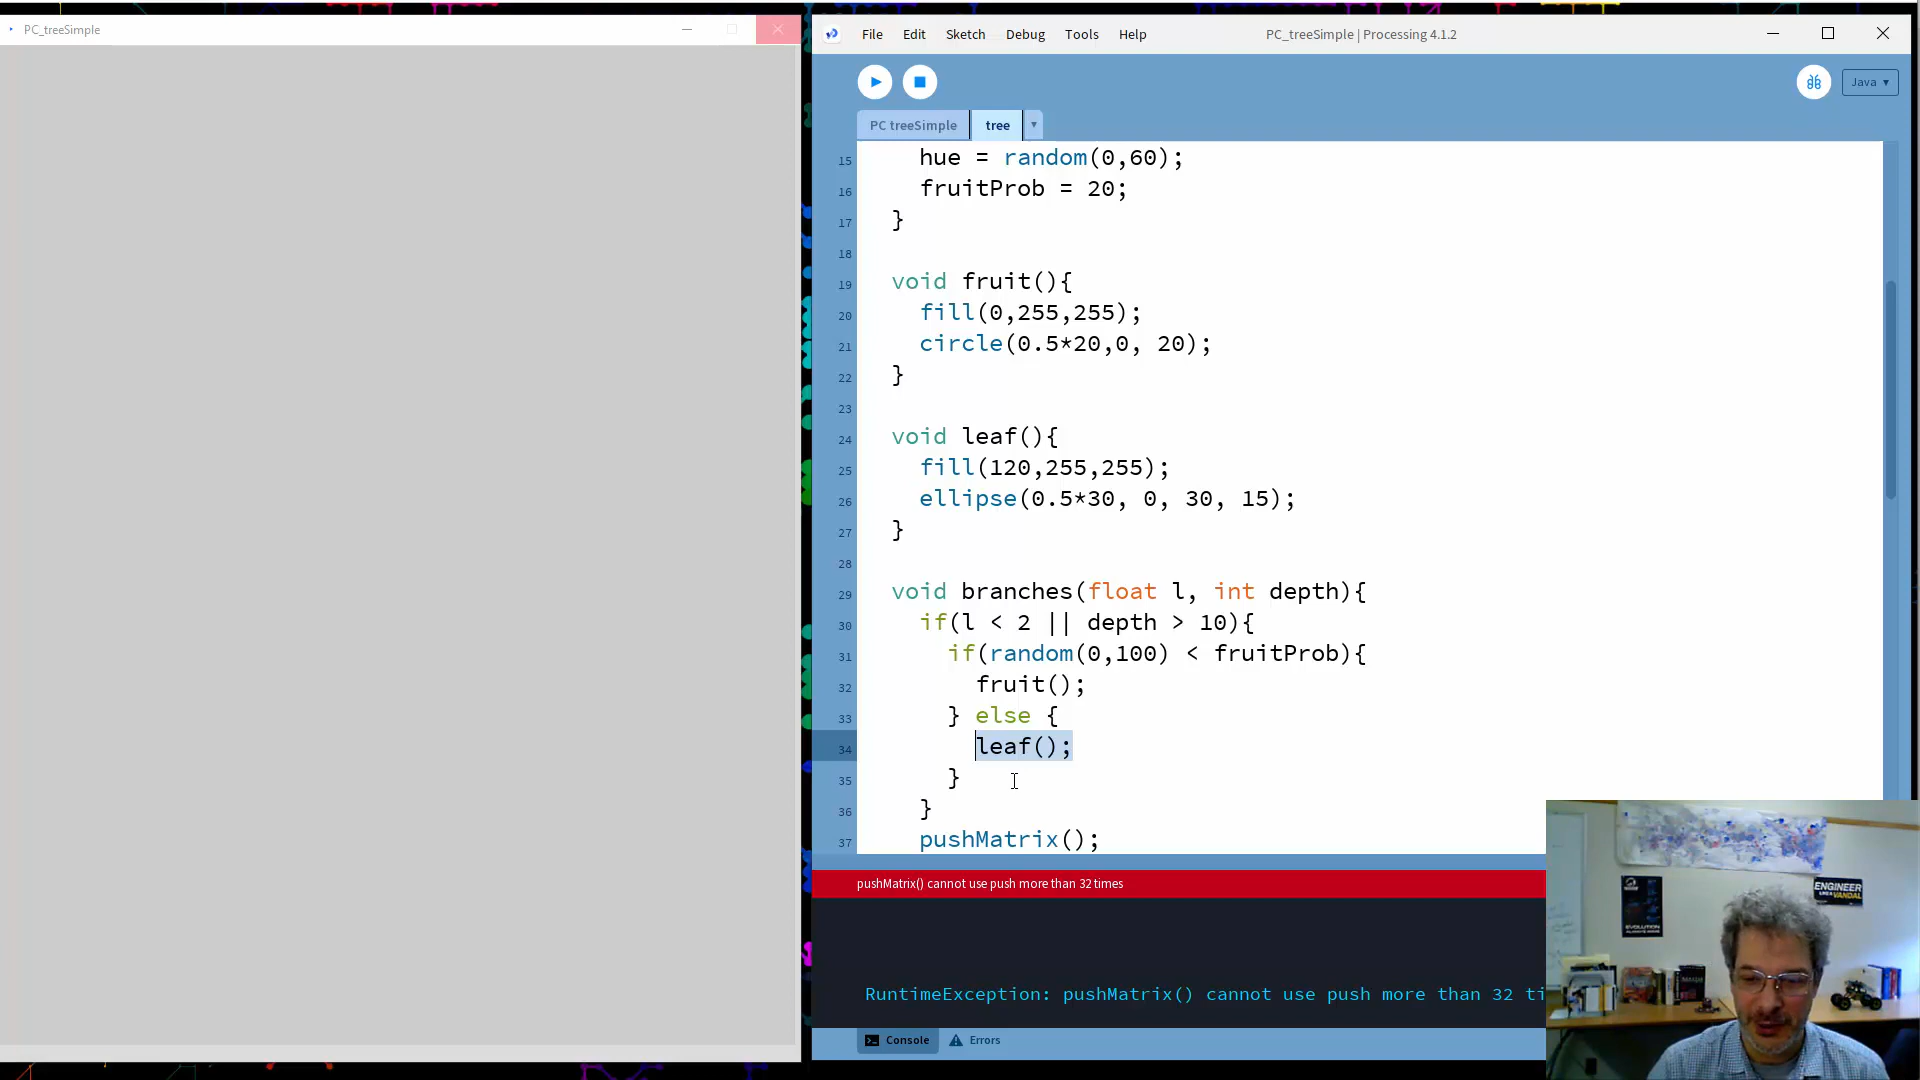 PC_treeSimple
File Edit Sketch Debug Tools Help
PC_treeSimple | Processing 4.1.2
Java ▾
PC treeSimple tree ▾
15 hue = random(0,60);
16 fruitProb = 20;
17 }
18
19 void fruit(){
20 fill(0,255,255);
21 circle(0.5*20,0, 20);
22 }
23
24 void leaf(){
25 fill(120,255,255);
26 ellipse(0.5*30, 0, 30, 15);
27 }
28
29 void branches(float l, int depth){
30 if(l < 2 || depth > 10){
31 if(random(0,100) < fruitProb){
32 fruit();
33 } else {
34 leaf();
35 }
36 }
37 pushMatrix();
pushMatrix() cannot use push more than 32 times
RuntimeException: pushMatrix() cannot use push more than 32 ti
Console Errors
ENGINEER
LIKE A
VANDAL
EVOLUTION